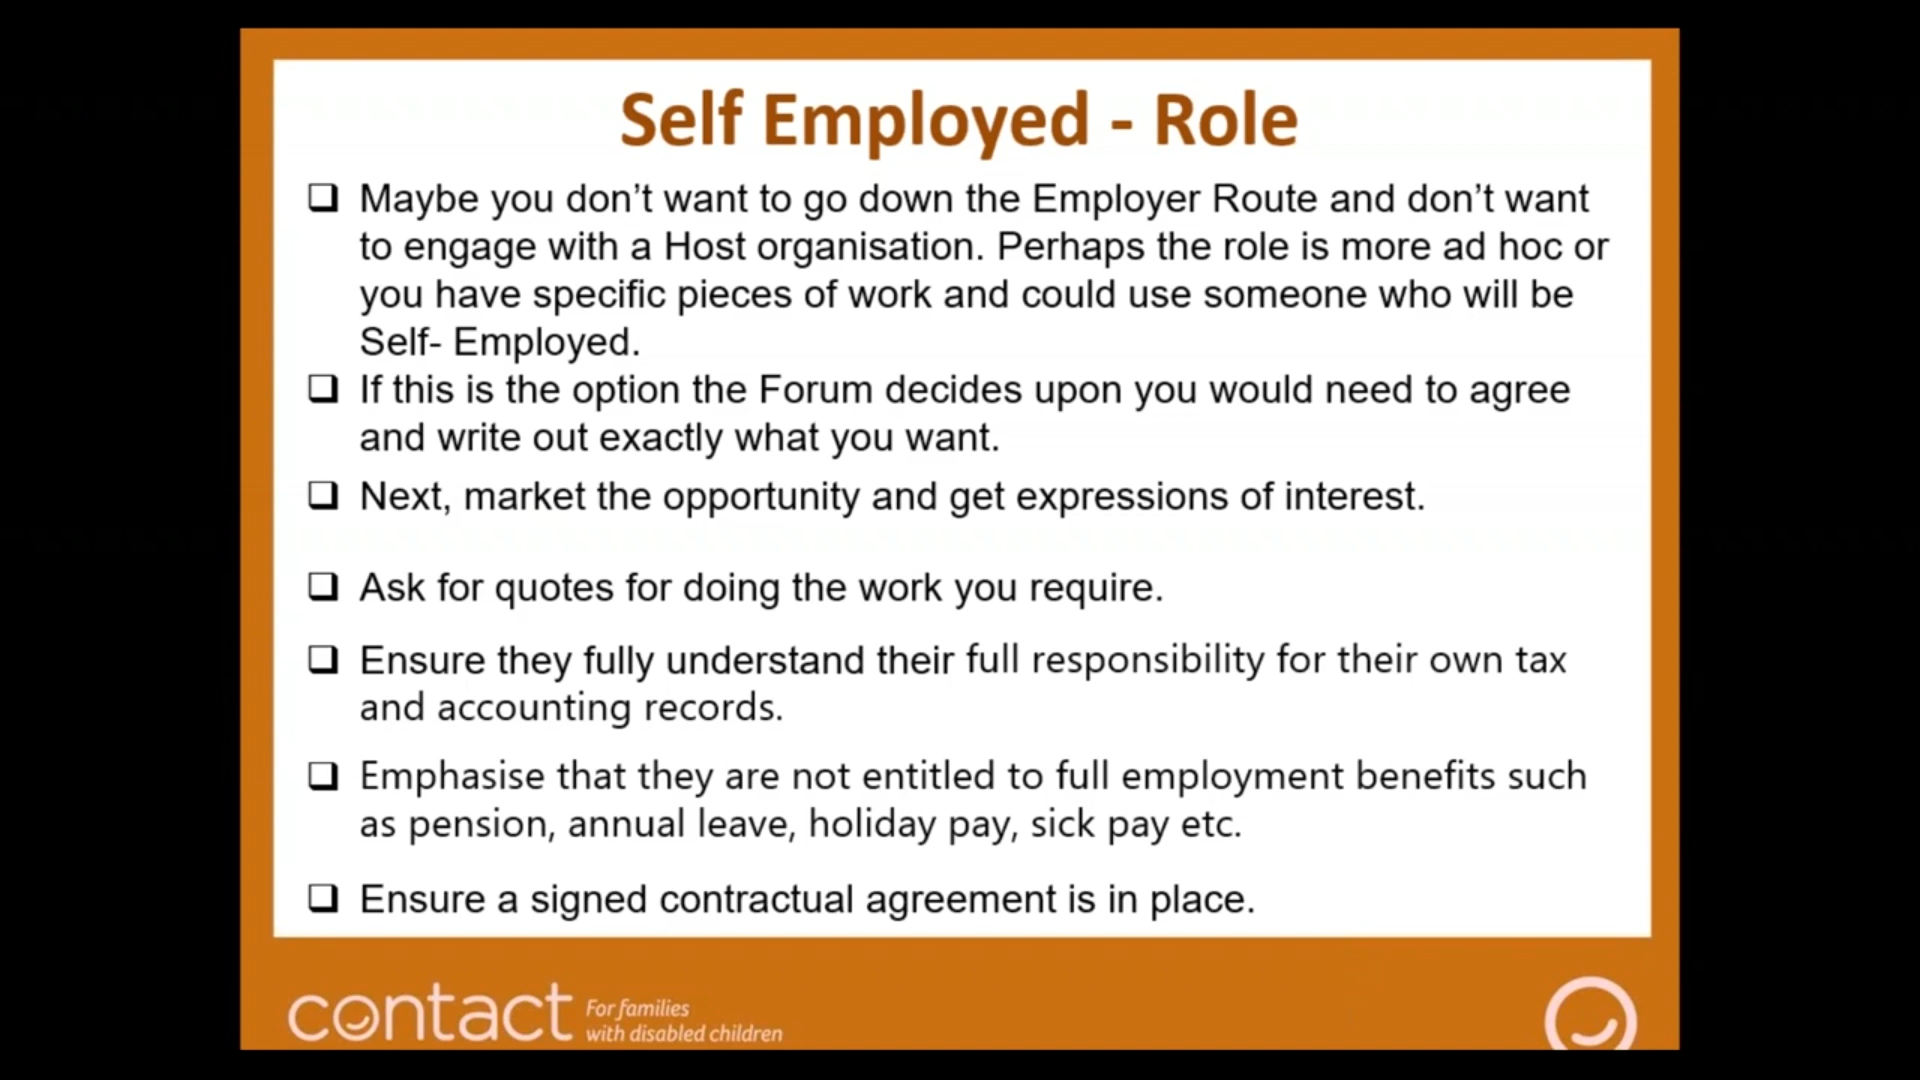 Self Employed - Role
Maybe you don’t want to go down the Employer Route and don’t want
to engage with a Host organisation. Perhaps the role is more ad hoc or
you have specific pieces of work and could use someone who will be
Self- Employed.
If this is the option the Forum decides upon you would need to agree
and write out exactly what you want.
Next, market the opportunity and get expressions of interest.
Ask for quotes for doing the work you require.
Ensure they fully understand their full responsibility for their own tax
and accounting records.
Emphasise that they are not entitled to full employment benefits such
as pension, annual leave, holiday pay, sick pay etc.
Ensure a signed contractual agreement is in place.
contact
For families
with disabled children